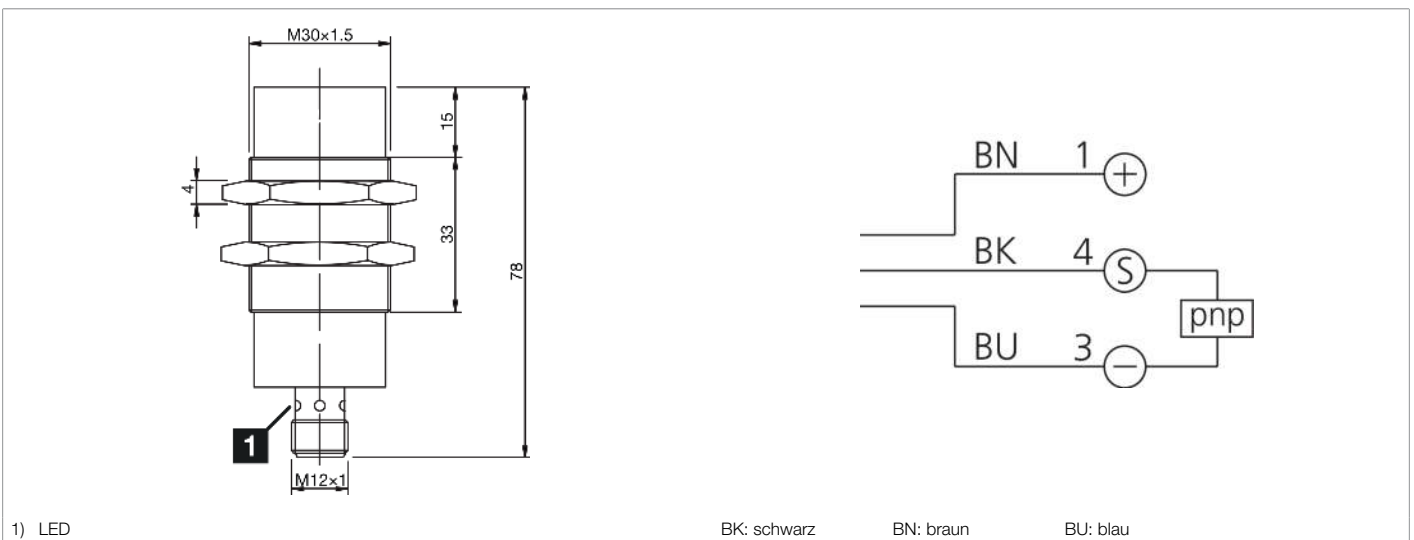 M30×1.5
15
4
33
78
1
M12×1
BN 1 +
BK 4 S
pnp
BU 3 −
1) LED
BK: schwarz BN: braun BU: blau